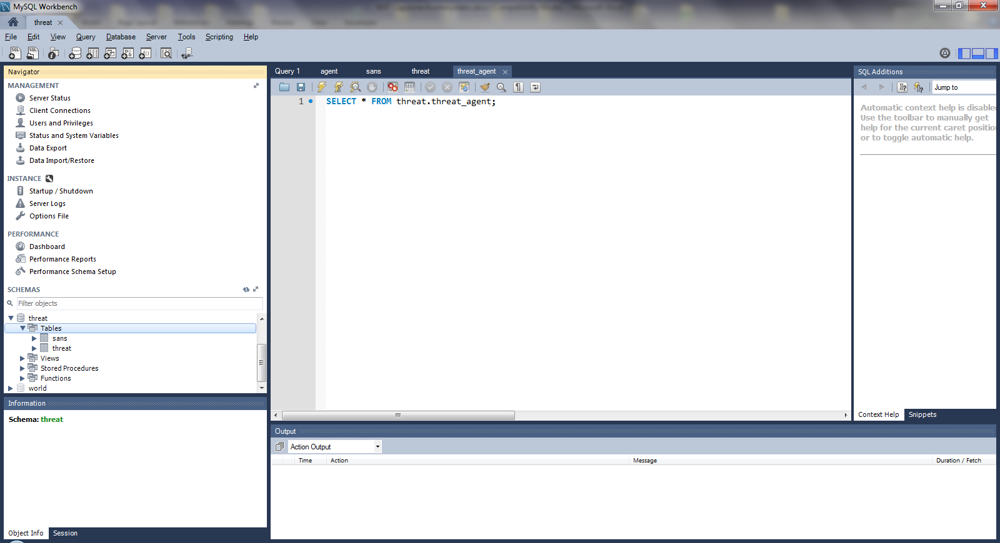 MySQL Workbench
threat
File Edit View Query Database Server Tools Scripting Help
Navigator
MANAGEMENT
Server Status
Client Connections
Users and Privileges
Status and System Variables
Data Export
Data Import/Restore
INSTANCE
Startup / Shutdown
Server Logs
Options File
PERFORMANCE
Dashboard
Performance Reports
Performance Schema Setup
SCHEMAS
Filter objects
threat
Tables
sans
threat
Views
Stored Procedures
Functions
world
Information
Schema: threat
Object Info Session
Query 1 agent sans threat threat_agent
1 SELECT * FROM threat.threat_agent;
SQL Additions
Jump to
Automatic context help is disable
Use the toolbar to manually get
help for the current caret positio
or to toggle automatic help.
Context Help Snippets
Output
Action Output
Time Action Message Duration / Fetch